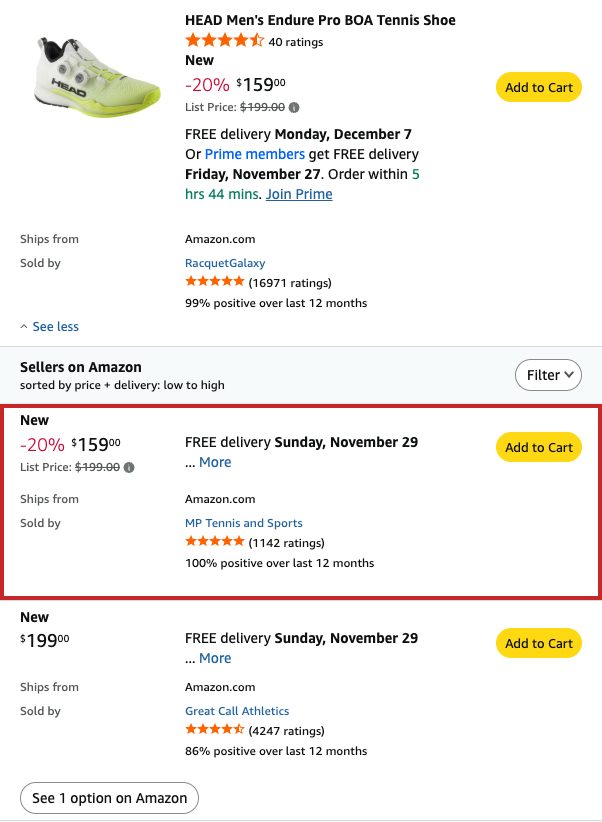 HEAD Men's Endure Pro BOA Tennis Shoe
40 ratings
New
-20% $159⁰⁰
Add to Cart
List Price: $199.00
FREE delivery Monday, December 7
Or Prime members get FREE delivery
Friday, November 27. Order within 5
hrs 44 mins. Join Prime
HEAD
Ships from Amazon.com
Sold by RacquetGalaxy
(16971 ratings)
99% positive over last 12 months
See less
Sellers on Amazon
sorted by price + delivery: low to high
Filter
New
-20% $159⁰⁰ FREE delivery Sunday, November 29
Add to Cart
List Price: $199.00 ... More
Ships from Amazon.com
Sold by MP Tennis and Sports
(1142 ratings)
100% positive over last 12 months
New
$199⁰⁰ FREE delivery Sunday, November 29
Add to Cart
... More
Ships from Amazon.com
Sold by Great Call Athletics
(4247 ratings)
86% positive over last 12 months
See 1 option on Amazon